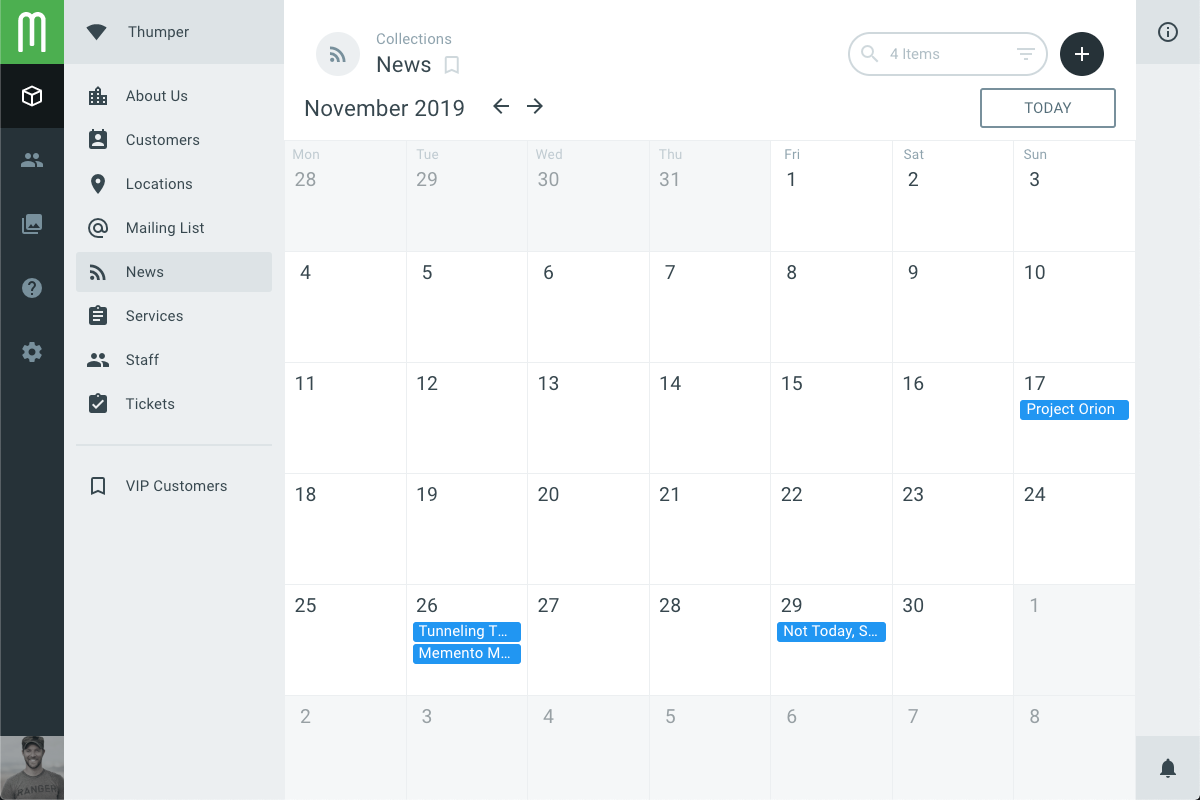 Thumper
About Us
Customers
Locations
Mailing List
News
Services
Staff
Tickets
VIP Customers
Collections
News
4 Items
November 2019
TODAY
Mon Tue Wed Thu Fri Sat Sun
28 29 30 31 1 2 3
4 5 6 7 8 9 10
11 12 13 14 15 16 17
Project Orion
18 19 20 21 22 23 24
25 26 27 28 29 30 1
Tunneling T... Not Today, S...
Memento M...
2 3 4 5 6 7 8
RANGER